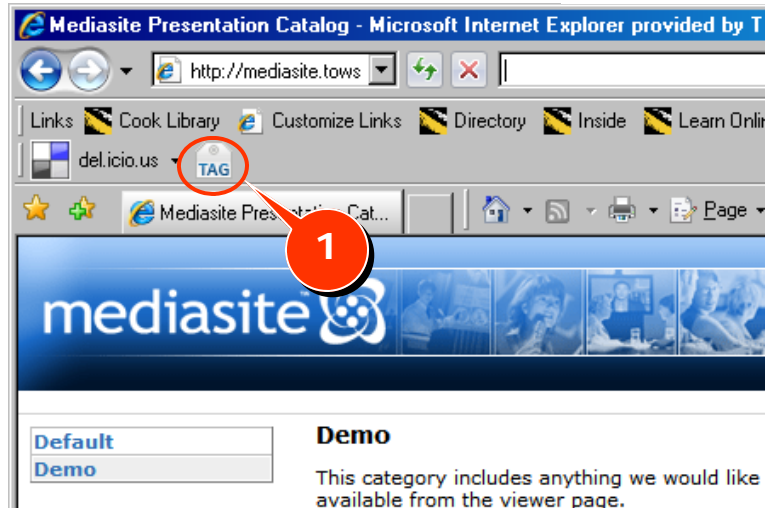 Mediasite Presentation Catalog - Microsoft Internet Explorer provided by T
http://mediasite.tows
Links Cook Library Customize Links Directory Inside Learn Onlin
del.icio.us TAG
Mediasite Presentation Cat... Page
1
mediasite™
Default
Demo
Demo
This category includes anything we would like
available from the viewer page.